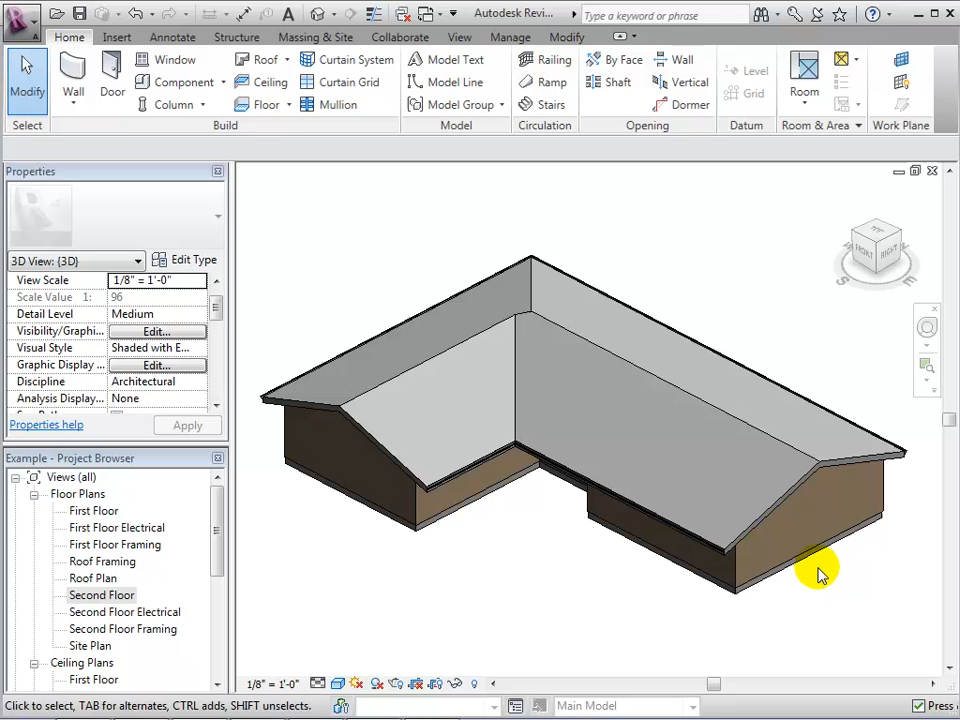 Autodesk Revi...
Type a keyword or phrase
Home Insert Annotate Structure Massing & Site Collaborate View Manage Modify
Modify
Wall
Door
Window
Component
Column
Roof
Ceiling
Floor
Curtain System
Curtain Grid
Mullion
Model Text
Model Line
Model Group
Railing
Ramp
Stairs
By Face
Shaft
Wall
Vertical
Dormer
Level
Grid
Room
Select Build Model Circulation Opening Datum Room & Area Work Plane
Properties
3D View: {3D} Edit Type
View Scale 1/8" = 1'-0"
Scale Value 1: 96
Detail Level Medium
Visibility/Graphi... Edit...
Visual Style Shaded with E...
Graphic Display ... Edit...
Discipline Architectural
Analysis Display... None
Properties help Apply
Example - Project Browser
Views (all)
Floor Plans
First Floor
First Floor Electrical
First Floor Framing
Roof Framing
Roof Plan
Second Floor
Second Floor Electrical
Second Floor Framing
Site Plan
Ceiling Plans
First Floor
FRONT RIGHT
1/8" = 1'-0"
Click to select, TAB for alternates, CTRL adds, SHIFT unselects.
Main Model
Press